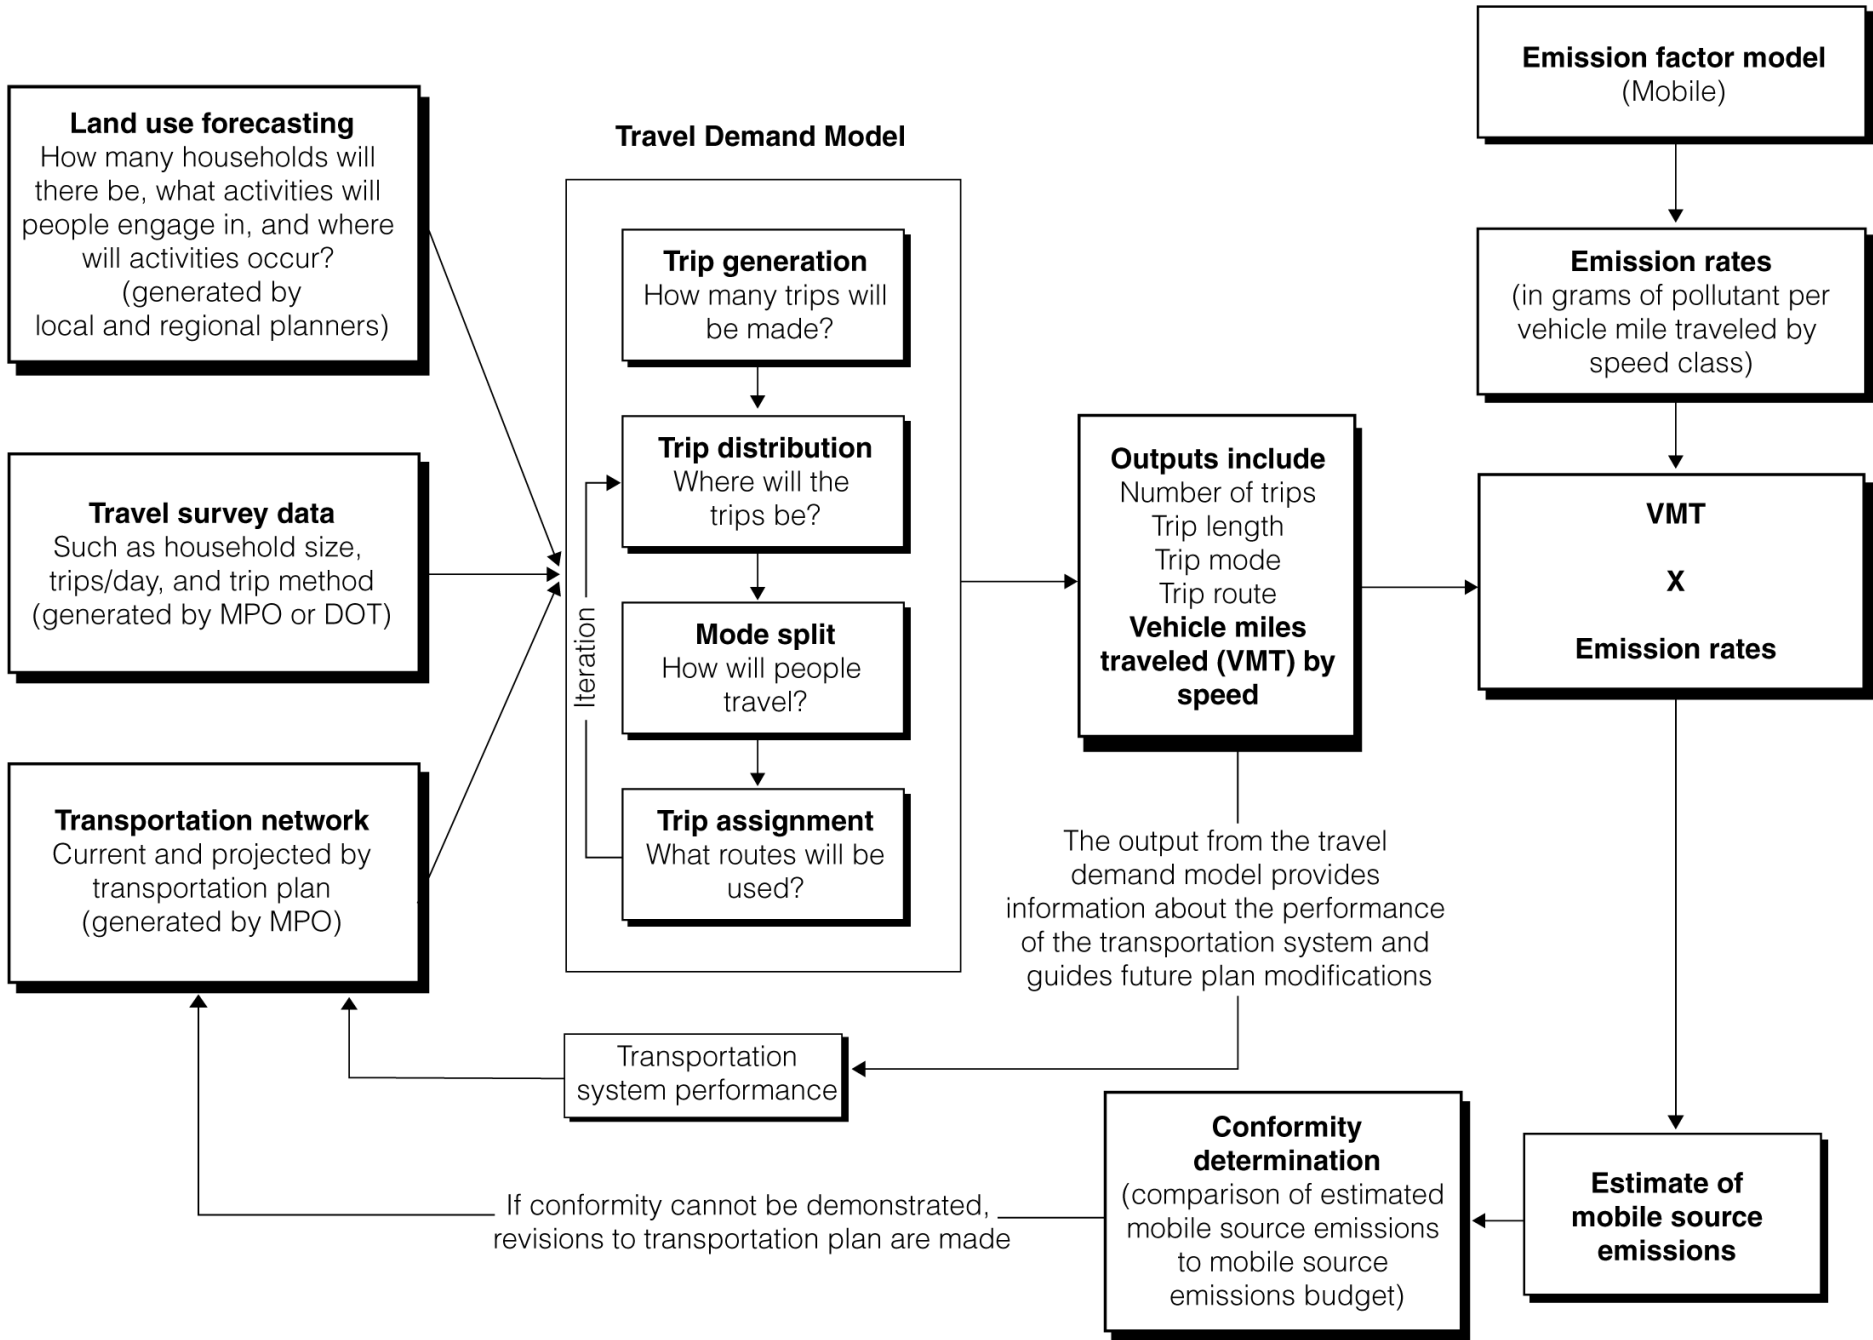 Land use forecasting
How many households will
there be, what activities will
people engage in, and where
will activities occur?
(generated by
local and regional planners)
Travel survey data
Such as household size,
trips/day, and trip method
(generated by MPO or DOT)
Transportation network
Current and projected by
transportation plan
(generated by MPO)
Travel Demand Model
Trip generation
How many trips will
be made?
Trip distribution
Where will the
trips be?
Mode split
How will people
travel?
Trip assignment
What routes will be
used?
Iteration
Outputs include
Number of trips
Trip length
Trip mode
Trip route
Vehicle miles
traveled (VMT) by
speed
The output from the travel
demand model provides
information about the performance
of the transportation system and
guides future plan modifications
Transportation
system performance
Emission factor model
(Mobile)
Emission rates
(in grams of pollutant per
vehicle mile traveled by
speed class)
VMT
X
Emission rates
Estimate of
mobile source
emissions
Conformity
determination
(comparison of estimated
mobile source emissions
to mobile source
emissions budget)
If conformity cannot be demonstrated,
revisions to transportation plan are made